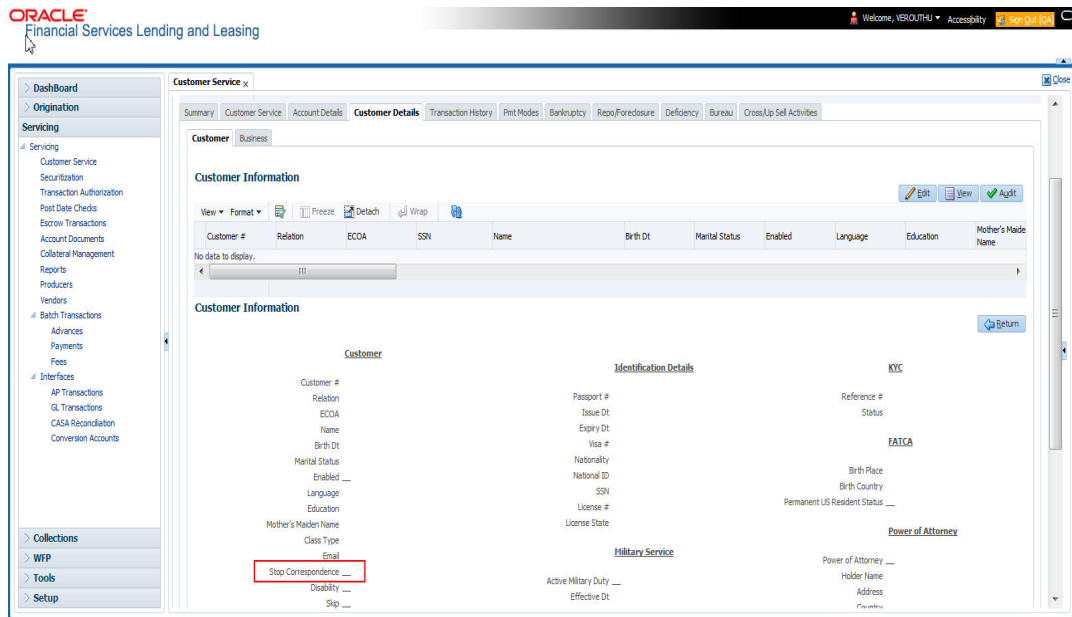 ORACLE'
Financial Services Lending and Leasing
Welcome, VEROUTHU Accessibility Sign Out [QA]
DashBoard
Origination
Servicing
Servicing
Customer Service
Securitization
Transaction Authorization
Post Date Checks
Escrow Transactions
Account Documents
Collateral Management
Reports
Producers
Vendors
Batch Transactions
Advances
Payments
Fees
Interfaces
AP Transactions
GL Transactions
CASA Reconciliation
Conversion Accounts
Collections
WFP
Tools
Setup
Customer Service x
Close
Summary Customer Service Account Details Customer Details Transaction History Pmt Modes Bankruptcy Repo/Foreclosure Deficiency Bureau Cross/Up Sell Activities
Customer Business
Customer Information
Edit View Audit
View Format Freeze Detach Wrap
Customer # Relation ECOA SSN Name Birth Dt Marital Status Enabled Language Education Mother's Maide
Name
No data to display.
Customer Information
Return
Customer
Customer #
Relation
ECOA
Name
Birth Dt
Marital Status
Enabled __
Language
Education
Mother's Maiden Name
Class Type
Email
Stop Correspondence __
Disability __
Skip __
Identification Details
Passport #
Issue Dt
Expiry Dt
Visa #
Nationality
National ID
SSN
License #
License State
Military Service
Active Military Duty __
Effective Dt
KYC
Reference #
Status
FATCA
Birth Place
Birth Country
Permanent US Resident Status __
Power of Attorney
Power of Attorney __
Holder Name
Address
Country